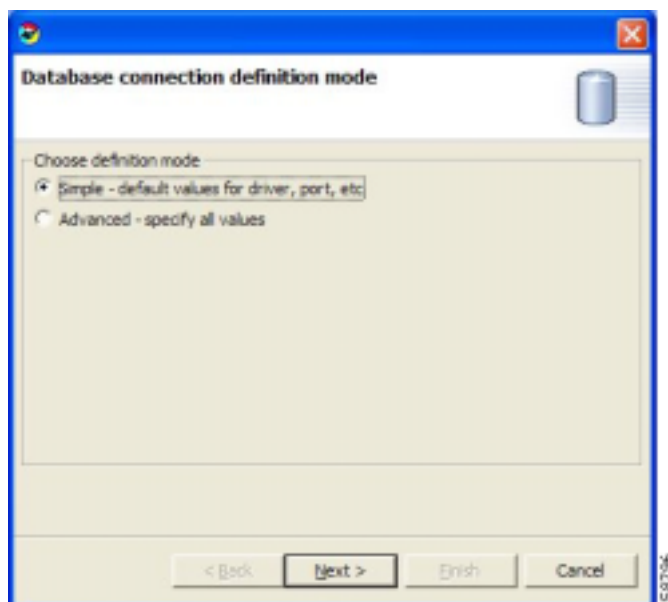 Database connection definition mode
Choose definition mode
Simple - default values for driver, port, etc
Advanced - specify all values
< Back
Next >
Finish
Cancel